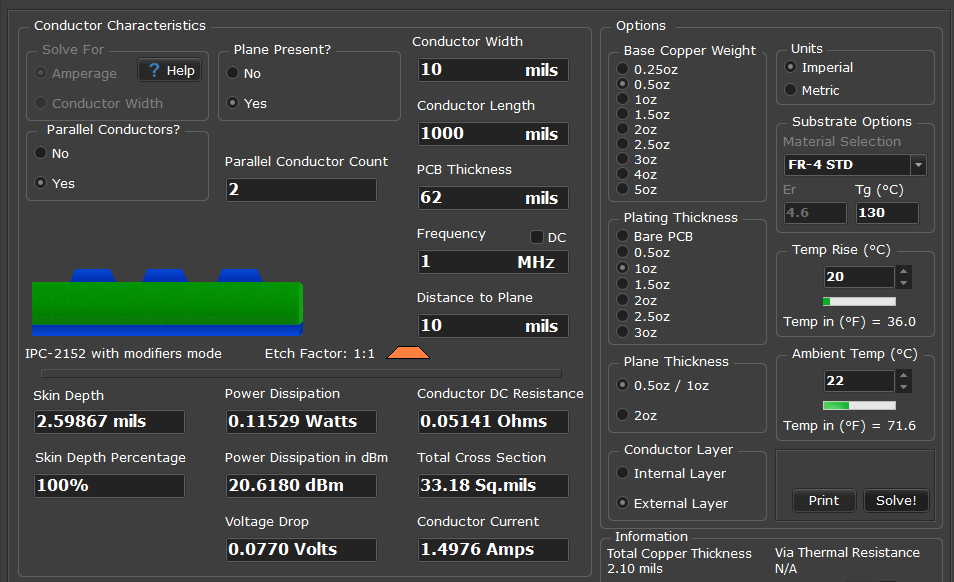 Conductor Characteristics
Solve For
Amperage
? Help
Conductor Width
Plane Present?
No
Yes
Parallel Conductors?
No
Yes
Parallel Conductor Count
2
Conductor Width
10 mils
Conductor Length
1000 mils
PCB Thickness
62 mils
Frequency
DC
1 MHz
Distance to Plane
10 mils
IPC-2152 with modifiers mode
Etch Factor: 1:1
Skin Depth
2.59867 mils
Skin Depth Percentage
100%
Power Dissipation
0.11529 Watts
Power Dissipation in dBm
20.6180 dBm
Voltage Drop
0.0770 Volts
Conductor DC Resistance
0.05141 Ohms
Total Cross Section
33.18 Sq.mils
Conductor Current
1.4976 Amps
Options
Base Copper Weight
0.25oz
0.5oz
1oz
1.5oz
2oz
2.5oz
3oz
4oz
5oz
Plating Thickness
Bare PCB
0.5oz
1oz
1.5oz
2oz
2.5oz
3oz
Plane Thickness
0.5oz / 1oz
2oz
Conductor Layer
Internal Layer
External Layer
Units
Imperial
Metric
Substrate Options
Material Selection
FR-4 STD
Er
Tg (°C)
4.6
130
Temp Rise (°C)
20
Temp in (°F) = 36.0
Ambient Temp (°C)
22
Temp in (°F) = 71.6
Print
Solve!
Information
Total Copper Thickness
2.10 mils
Via Thermal Resistance
N/A